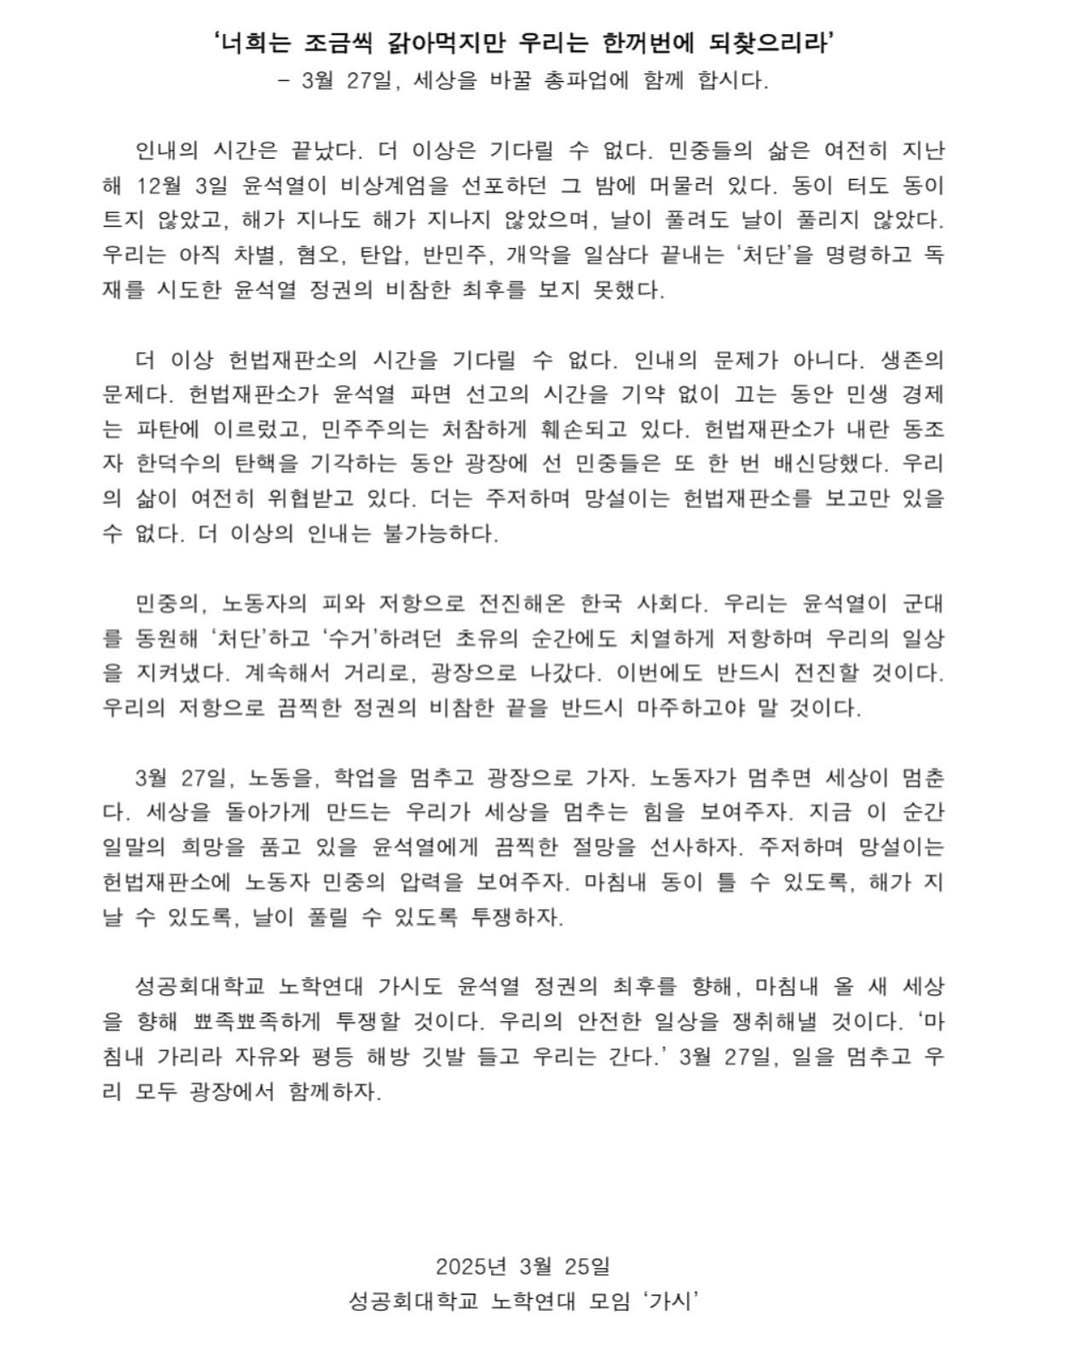 ‘너희는 조금씩 갉아먹지만 우리는 한꺼번에 되찾으리라’
– 3월 27일, 세상을 바꿀 총파업에 함께 합시다.
인내의 시간은 끝났다. 더 이상은 기다릴 수 없다. 민중들의 삶은 여전히 지난
해 12월 3일 윤석열이 비상계엄을 선포하던 그 밤에 머물러 있다. 동이 터도 동이
트지 않았고, 해가 지나도 해가 지나지 않았으며, 날이 풀려도 날이 풀리지 않았다.
우리는 아직 차별, 혐오, 탄압, 반민주, 개악을 일삼다 끝내는 ‘처단’을 명령하고 독
재를 시도한 윤석열 정권의 비참한 최후를 보지 못했다.
더 이상 헌법재판소의 시간을 기다릴 수 없다. 인내의 문제가 아니다. 생존의
문제다. 헌법재판소가 윤석열 파면 선고의 시간을 기약 없이 끄는 동안 민생 경제
는 파탄에 이르렀고, 민주주의는 처참하게 훼손되고 있다. 헌법재판소가 내란 동조
자 한덕수의 탄핵을 기각하는 동안 광장에 선 민중들은 또 한 번 배신당했다. 우리
의 삶이 여전히 위협받고 있다. 더는 주저하며 망설이는 헌법재판소를 보고만 있을
수 없다. 더 이상의 인내는 불가능하다.
민중의, 노동자의 피와 저항으로 전진해온 한국 사회다. 우리는 윤석열이 군대
를 동원해 ‘처단’하고 ‘수거’하려던 초유의 순간에도 치열하게 저항하며 우리의 일상
을 지켜냈다. 계속해서 거리로, 광장으로 나갔다. 이번에도 반드시 전진할 것이다.
우리의 저항으로 끔찍한 정권의 비참한 끝을 반드시 마주하고야 말 것이다.
3월 27일, 노동을, 학업을 멈추고 광장으로 가자. 노동자가 멈추면 세상이 멈춘
다. 세상을 돌아가게 만드는 우리가 세상을 멈추는 힘을 보여주자. 지금 이 순간
일말의 희망을 품고 있을 윤석열에게 끔찍한 절망을 선사하자. 주저하며 망설이는
헌법재판소에 노동자 민중의 압력을 보여주자. 마침내 동이 틀 수 있도록, 해가 지
날 수 있도록, 날이 풀릴 수 있도록 투쟁하자.
성공회대학교 노학연대 가시도 윤석열 정권의 최후를 향해, 마침내 올 새 세상
을 향해 뾰족뾰족하게 투쟁할 것이다. 우리의 안전한 일상을 쟁취해낼 것이다. ‘마
침내 가리라 자유와 평등 해방 깃발 들고 우리는 간다.’ 3월 27일, 일을 멈추고 우
리 모두 광장에서 함께하자.
2025년 3월 25일
성공회대학교 노학연대 모임 ‘가시’